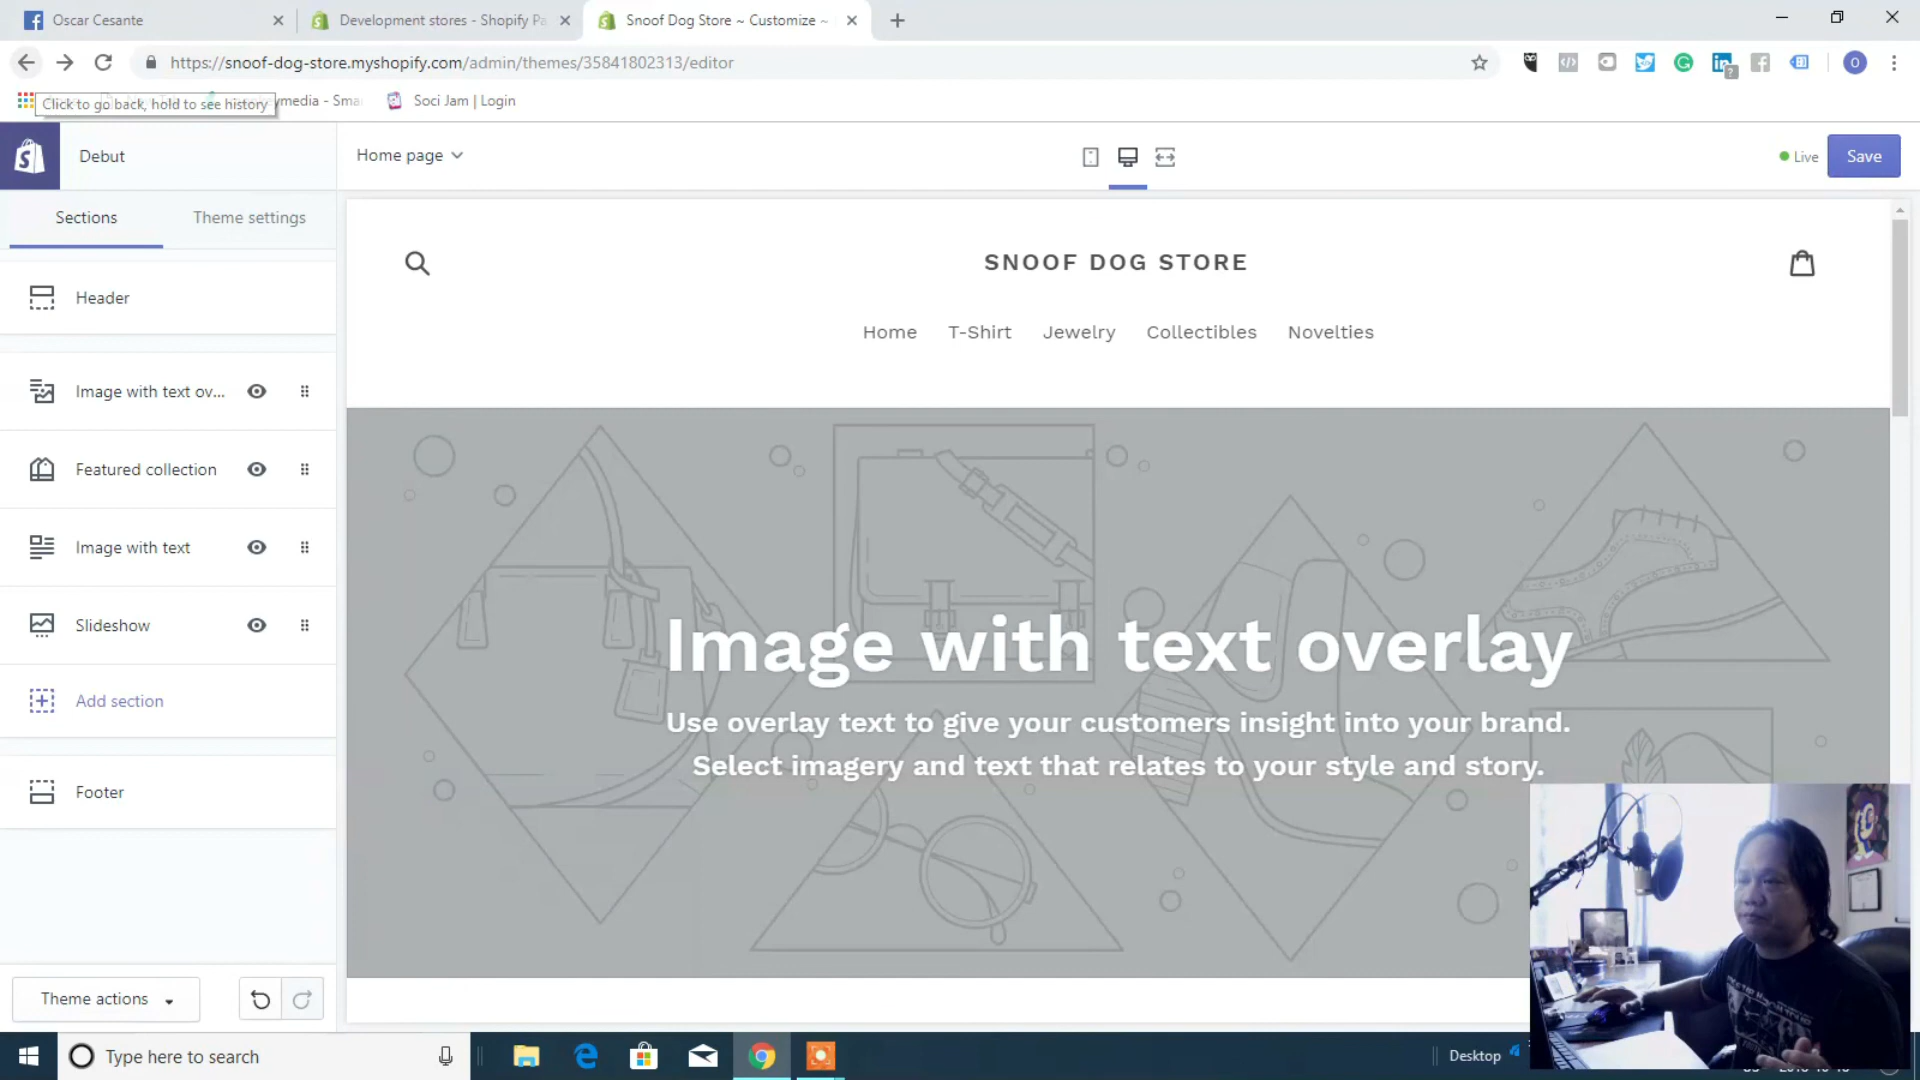 Oscar Cesante
Development stores - Shopify Pa
Snoof Dog Store ~ Customize ~
https://snoof-dog-store.myshopify.com/admin/themes/35841802313/editor
Click to go back, hold to see history
ymedia - Sma
Soci Jam | Login
Debut
Home page
Live
Save
Sections
Theme settings
Header
Image with text ov...
Featured collection
Image with text
Slideshow
Add section
Footer
Theme actions
SNOOF DOG STORE
Home T-Shirt Jewelry Collectibles Novelties
Image with text overlay
Use overlay text to give your customers insight into your brand.
Select imagery and text that relates to your style and story.
Type here to search
Desktop